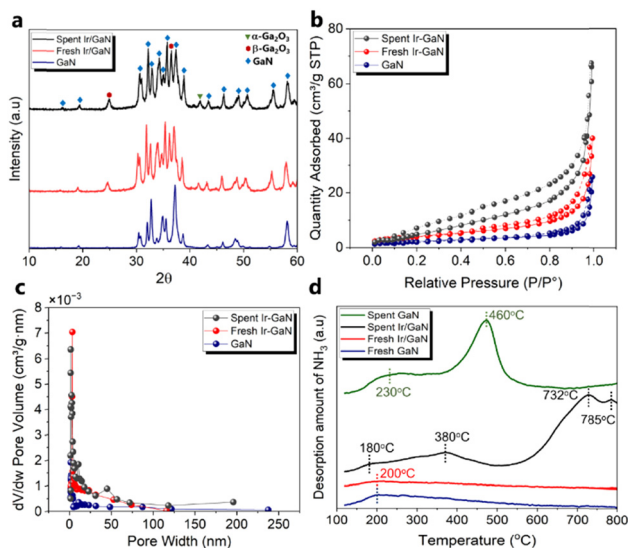 a
Spent Ir/GaN
Fresh Ir/GaN
GaN
α-Ga2O3
β-Ga2O3
GaN
Intensity (a.u)
10 20 30 40 50 60
2θ
b
Spent Ir-GaN
Fresh Ir-GaN
GaN
Quantity Adsorbed (cm³/g STP)
80
60
40
20
0
0.0 0.2 0.4 0.6 0.8 1.0
Relative Pressure (P/P°)
c
×10⁻³
Spent Ir-GaN
Fresh Ir-GaN
GaN
dV/dw Pore Volume (cm³/g·nm)
8
7
6
5
4
3
2
1
0
0 50 100 150 200 250
Pore Width (nm)
d
Spent GaN
Spent Ir/GaN
Fresh Ir/GaN
Fresh GaN
460°C
230°C
732°C
785°C
180°C
380°C
200°C
Desorption amount of NH3 (a.u)
100 200 300 400 500 600 700 800
Temperature (°C)